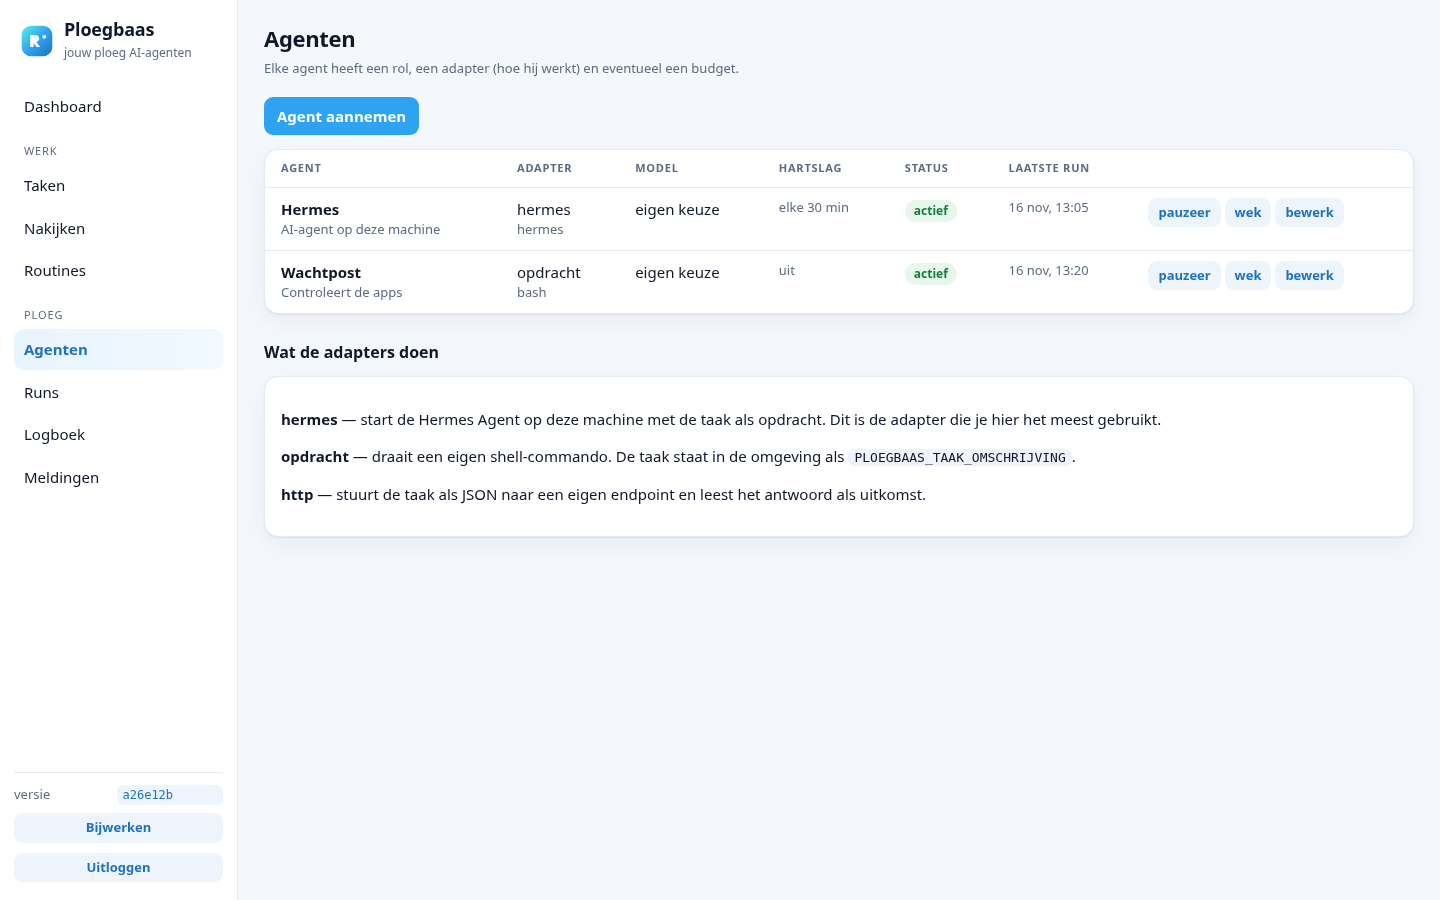 Ploegbaas
jouw ploeg AI-agenten
Dashboard
WERK
Taken
Nakijken
Routines
PLOEG
Agenten
Runs
Logboek
Meldingen
versie a26e12b
Bijwerken
Uitloggen
Agenten
Elke agent heeft een rol, een adapter (hoe hij werkt) en eventueel een budget.
Agent aannemen
AGENT ADAPTER MODEL HARTSLAG STATUS LAATSTE RUN
Hermes hermes eigen keuze elke 30 min actief 16 nov, 13:05 pauzeer wek bewerk
AI-agent op deze machine hermes
Wachtpost opdracht eigen keuze uit actief 16 nov, 13:20 pauzeer wek bewerk
Controleert de apps bash
Wat de adapters doen
hermes — start de Hermes Agent op deze machine met de taak als opdracht. Dit is de adapter die je hier het meest gebruikt.
opdracht — draait een eigen shell-commando. De taak staat in de omgeving als PLOEGBAAS_TAAK_OMSCHRIJVING.
http — stuurt de taak als JSON naar een eigen endpoint en leest het antwoord als uitkomst.